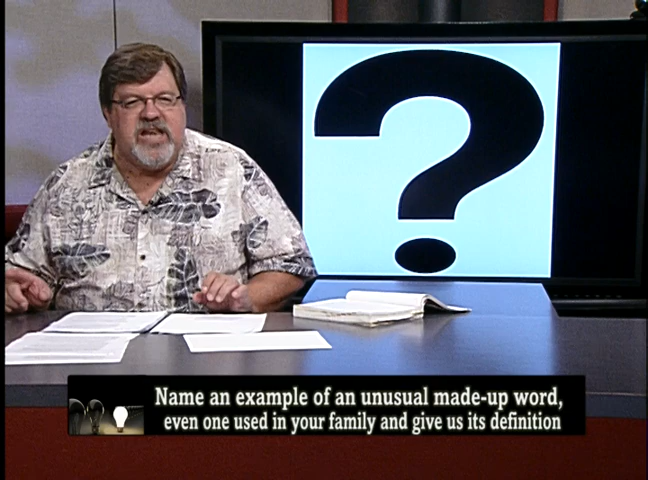 ?
Name an example of an unusual made-up word,
even one used in your family and give us its definition